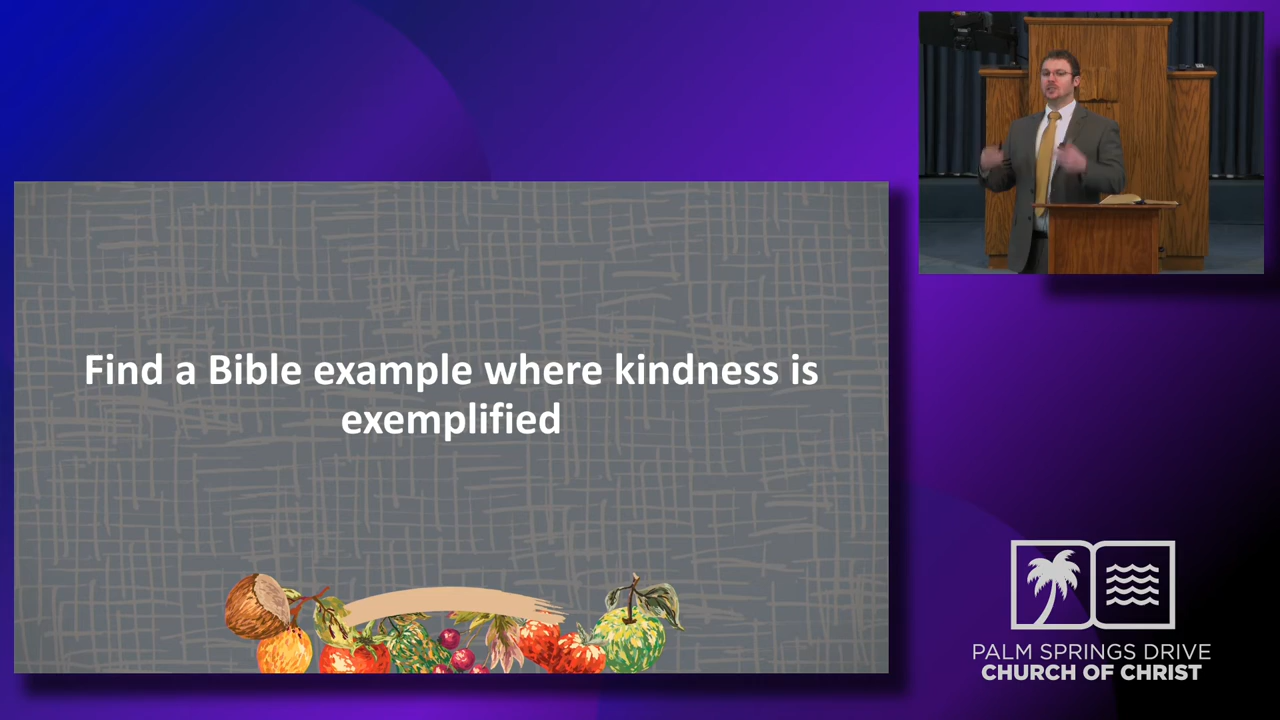 Find a Bible example where kindness is
exemplified
PALM SPRINGS DRIVE
CHURCH OF CHRIST